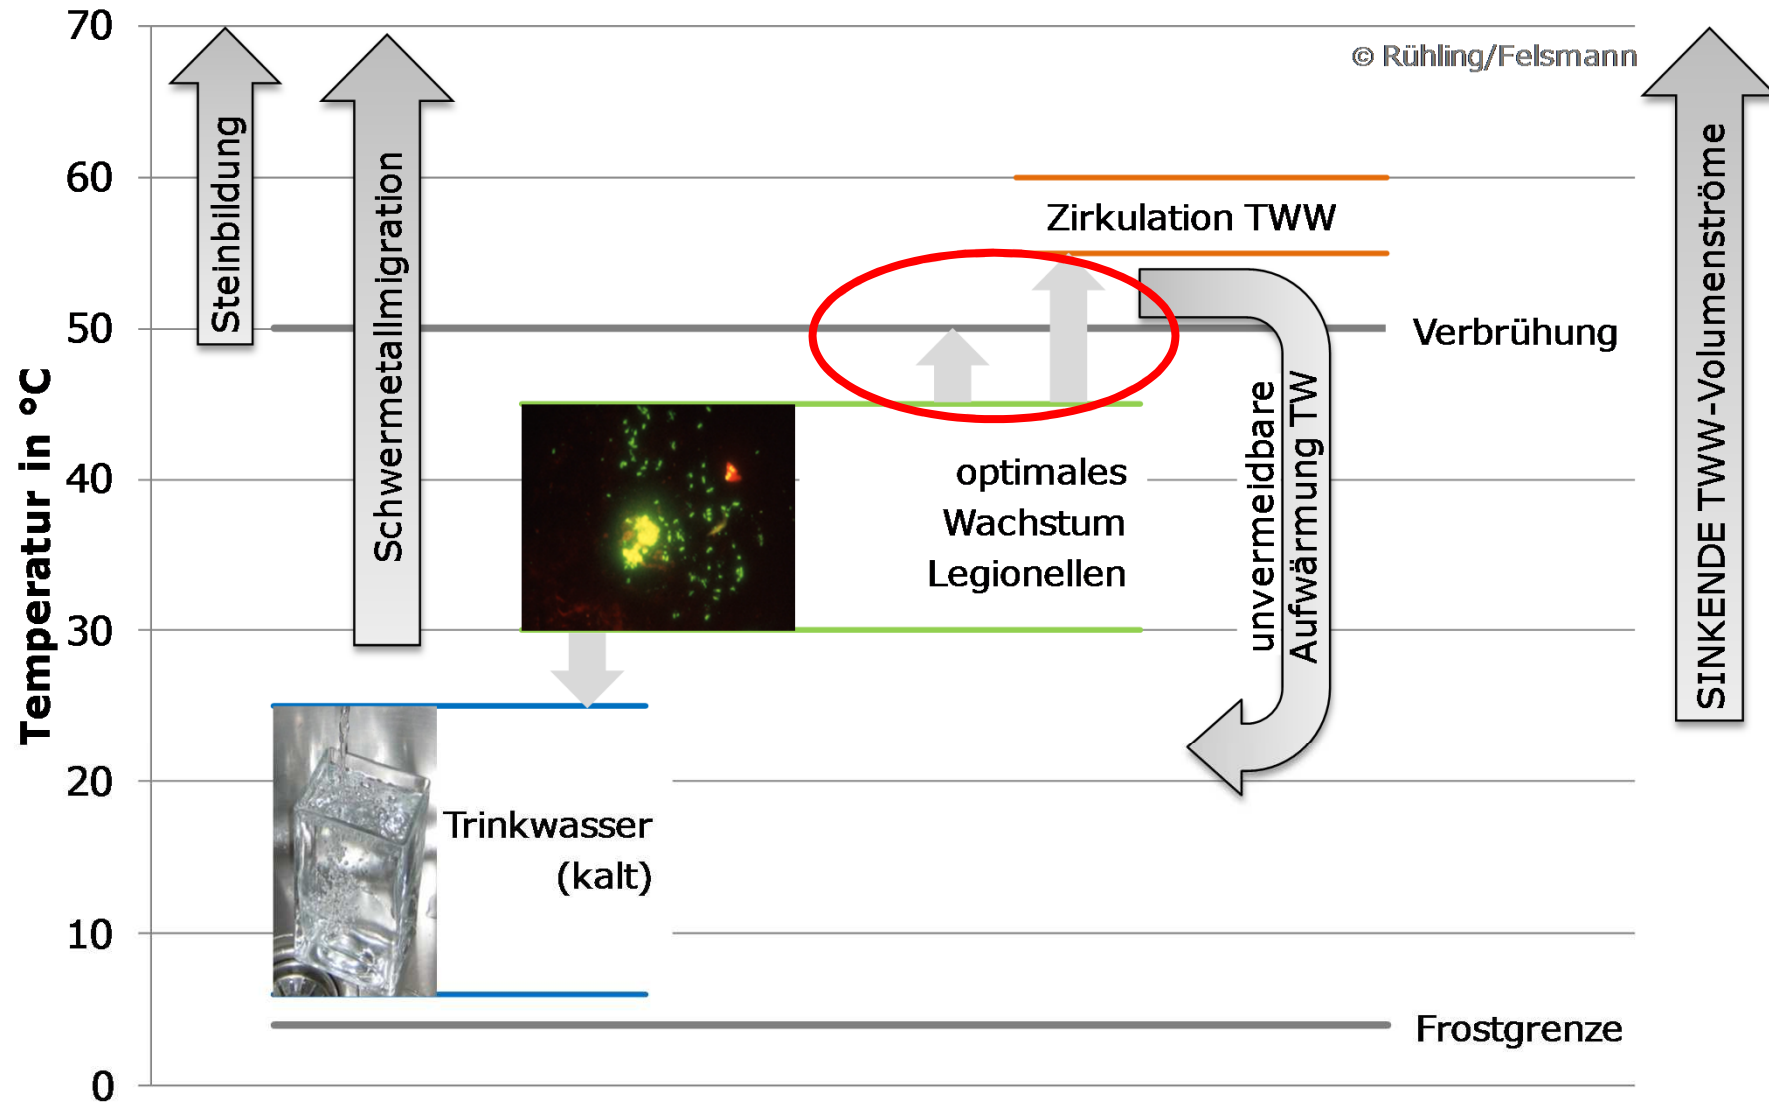 70
60
50
40
30
20
10
0
Temperatur in °C
Steinbildung
Schwermetallmigration
© Rühling/Felsmann
Zirkulation TWW
Verbrühung
optimales
Wachstum
Legionellen
unvermeidbare
Aufwärmung TW
SINKENDE TWW-Volumenströme
Trinkwasser
(kalt)
Frostgrenze